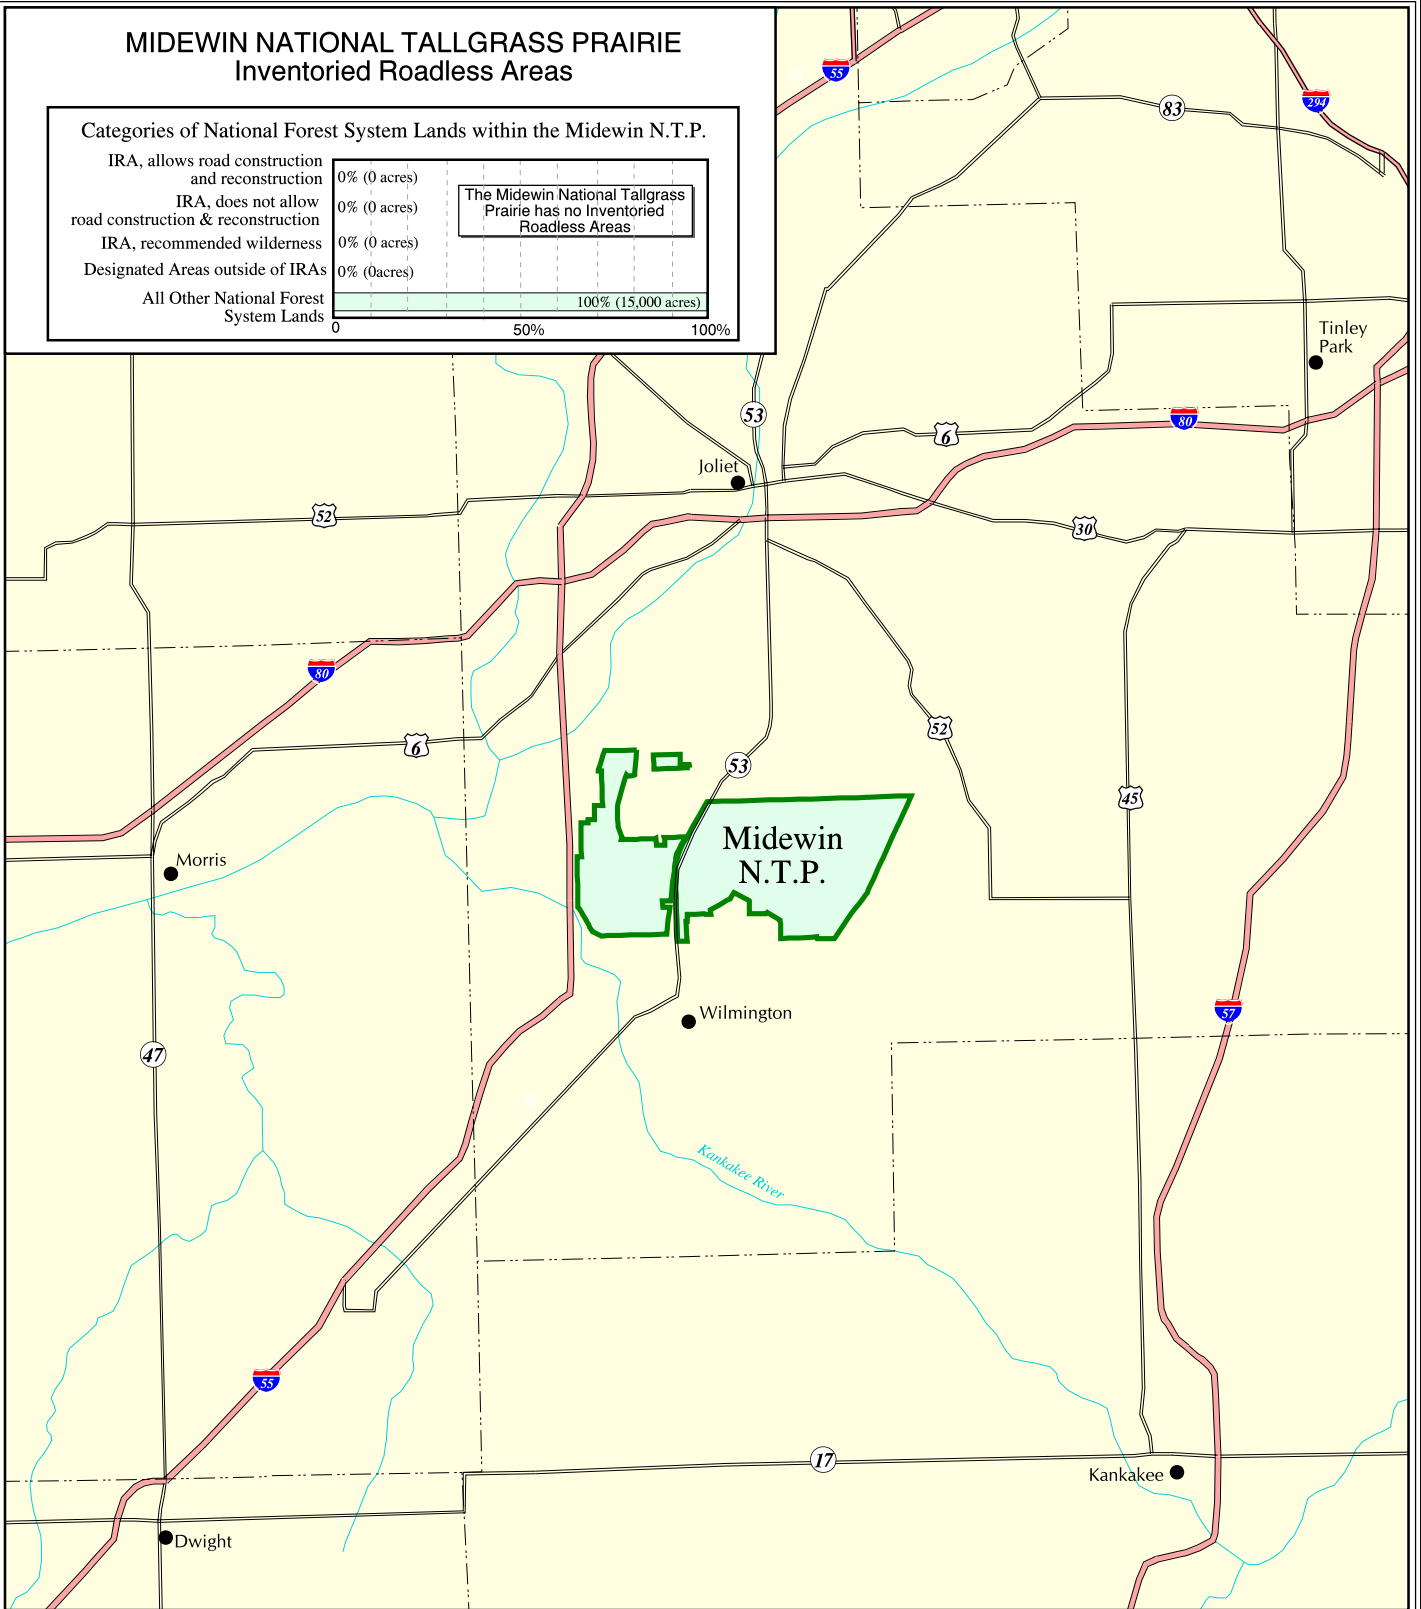 MIDEWIN NATIONAL TALLGRASS PRAIRIE
Inventoried Roadless Areas
Categories of National Forest System Lands within the Midewin N.T.P.
IRA, allows road construction
and reconstruction
0% (0 acres)
IRA, does not allow
road construction & reconstruction
0% (0 acres)
IRA, recommended wilderness
0% (0 acres)
Designated Areas outside of IRAs
0% (0acres)
All Other National Forest
System Lands
100% (15,000 acres)
The Midewin National Tallgrass
Prairie has no Inventoried
Roadless Areas
0
50%
100%
55
294
83
Tinley
Park
53
80
6
Joliet
52
30
80
52
6
53
45
Midewin
N.T.P.
Morris
Wilmington
57
47
Kankakee River
55
17
Kankakee
Dwight